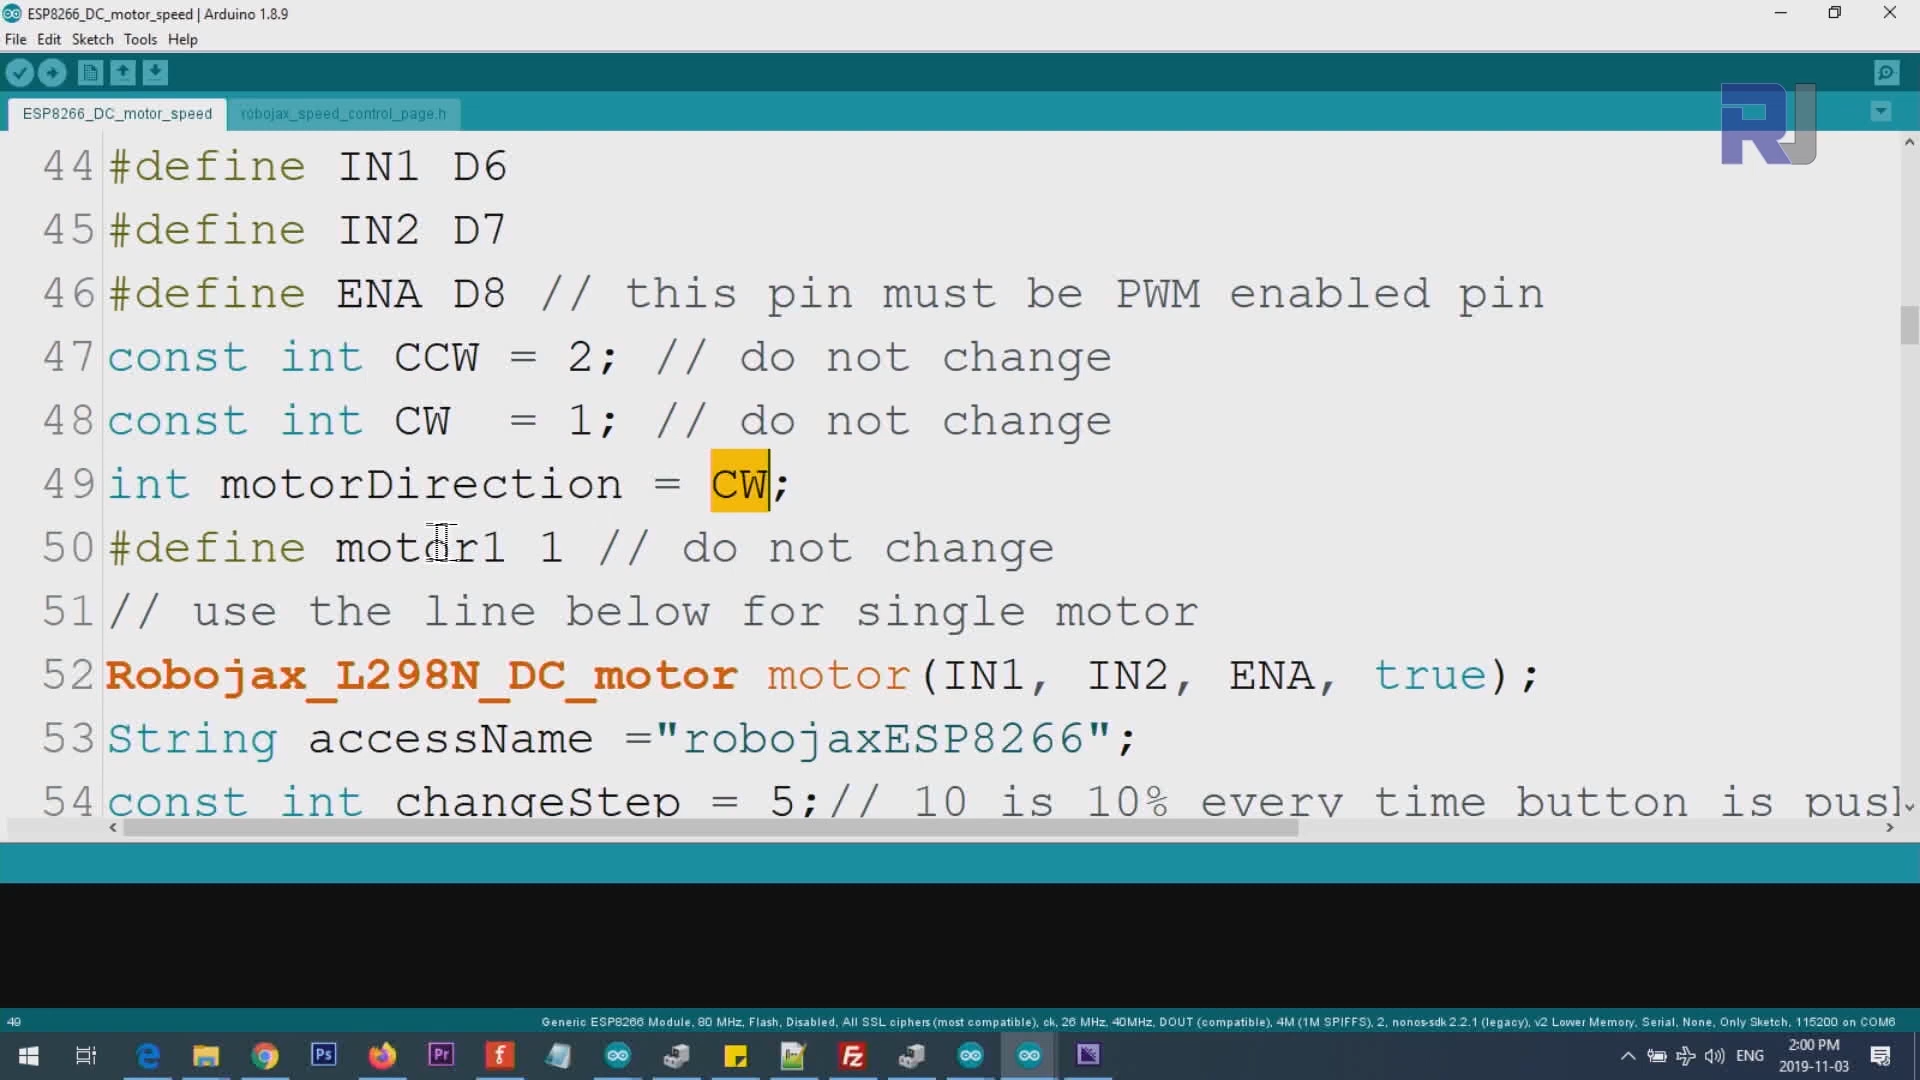 ESP8266_DC_motor_speed | Arduino 1.8.9
File Edit Sketch Tools Help
ESP8266_DC_motor_speed robojax_speed_control_page.h
RJ
44 #define IN1 D6
45 #define IN2 D7
46 #define ENA D8 // this pin must be PWM enabled pin
47 const int CCW = 2; // do not change
48 const int CW  = 1; // do not change
49 int motorDirection = CW;
50 #define motor1 1 // do not change
51 // use the line below for single motor
52 Robojax_L298N_DC_motor motor(IN1, IN2, ENA, true);
53 String accessName ="robojaxESP8266";
54 const int changeStep = 5;// 10 is 10% every time button is pus
49 Generic ESP8266 Module, 80 MHz, Flash, Disabled, All SSL ciphers (most compatible), ck, 26 MHz, 40MHz, DOUT (compatible), 4M (1M SPIFFS), 2, nonos-sdk 2.2.1 (legacy), v2 Lower Memory, Serial, None, Only Sketch, 115200 on COM6
Ps Pr f Fz ENG 2:00 PM
2019-11-03